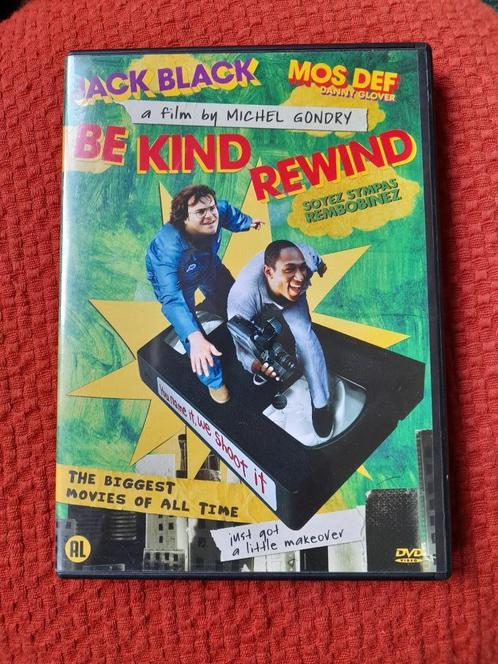 JACK BLACK
MOS DEF
DANNY GLOVER
a film by MICHEL GONDRY
BE KIND
REWIND
SOYEZ SYMPAS
REMBOBINEZ
You name it, we shoot it
THE BIGGEST
MOVIES OF ALL TIME
just got
a little makeover
AL
DVD
VIDEO